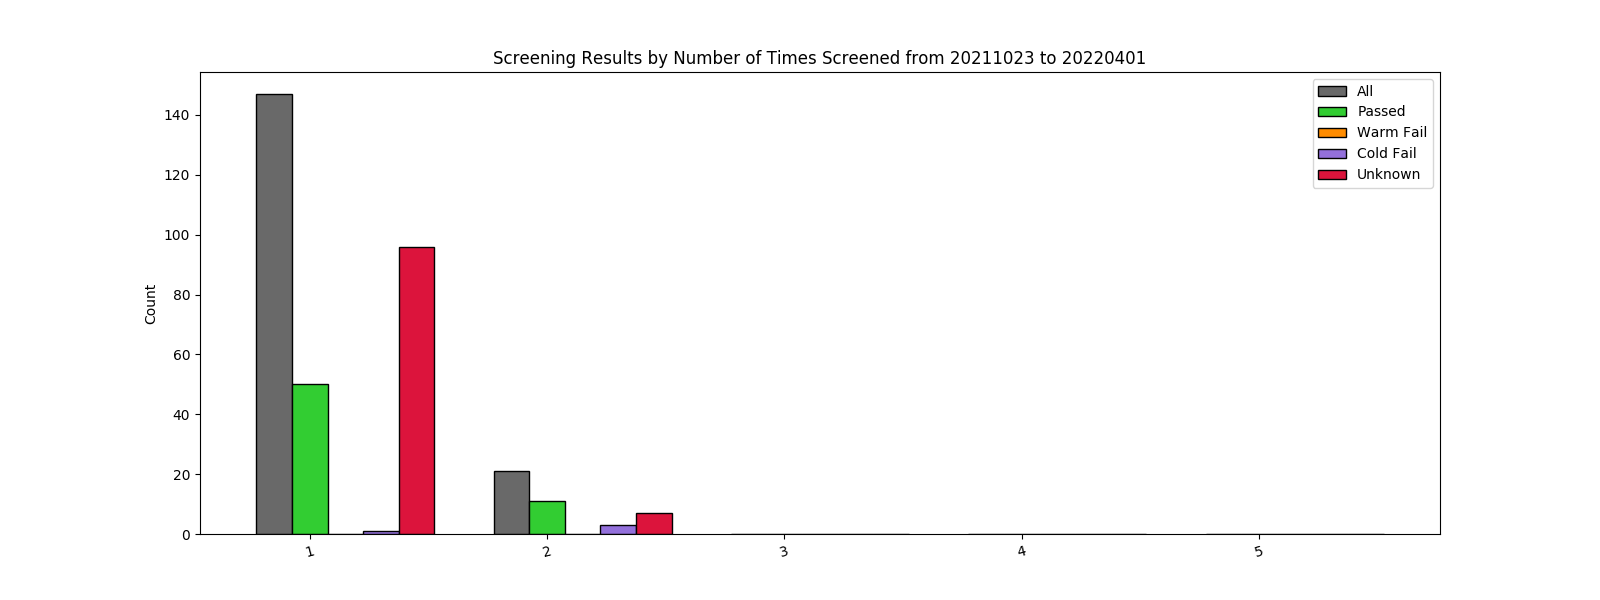 Screening Results by Number of Times Screened from 20211023 to 20220401
All
Passed
Warm Fail
Cold Fail
Unknown
Count
140
120
100
80
60
40
20
0
1 2 3 4 5